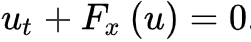 u_t + F_x (u) = 0.